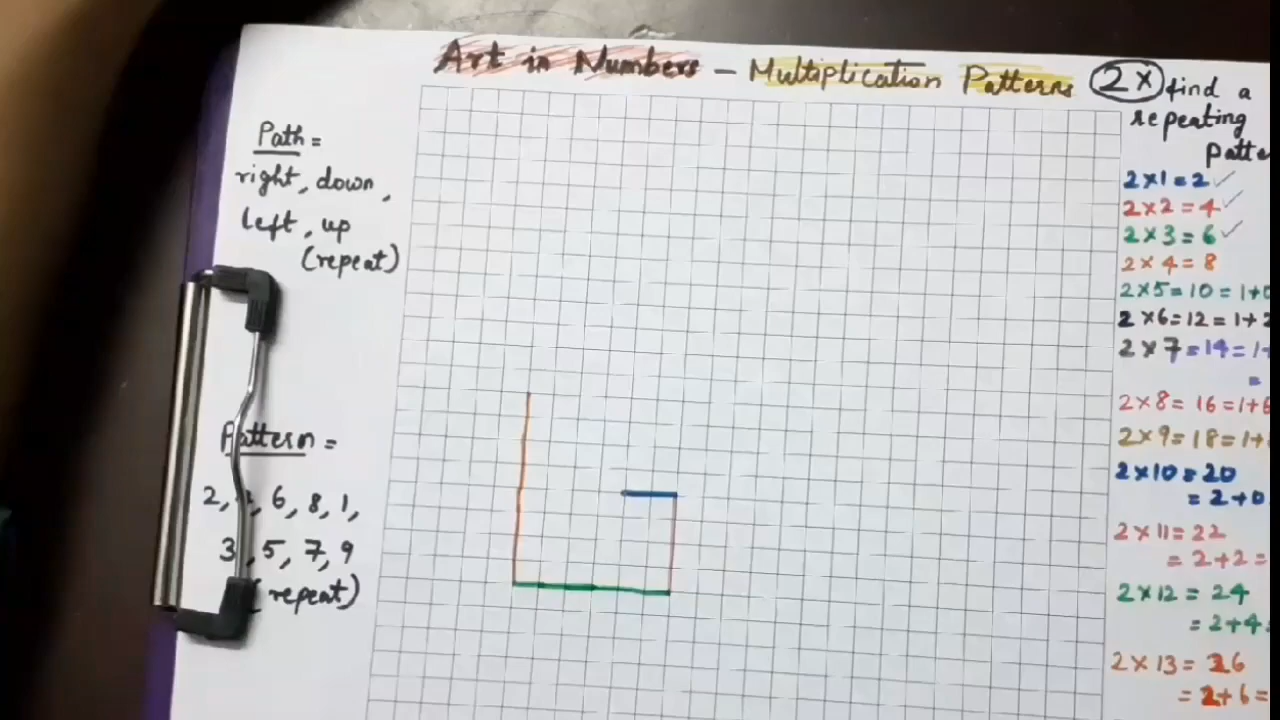 Art in Numbers - Multiplication Patterns 2 x find a
repeating
Path =
right, down,
left, up
(repeat)
Pattern =
2, 6, 8, 1,
3, 5, 7, 9
(repeat)
2 x 1 = 2 ✓
2 x 2 = 4 ✓
2 x 3 = 6 ✓
2 x 4 = 8
2 x 5 = 10 = 1 +
2 x 6 = 12 = 1 +
2 x 7 = 14 = 1 +
=
2 x 8 = 16 = 1 +
2 x 9 = 18 = 1 +
2 x 10 = 20
= 2 + 0
2 x 11 = 22
= 2 + 2 =
2 x 12 = 24
= 2 + 4
2 x 13 = 26
= 2 + 6 =